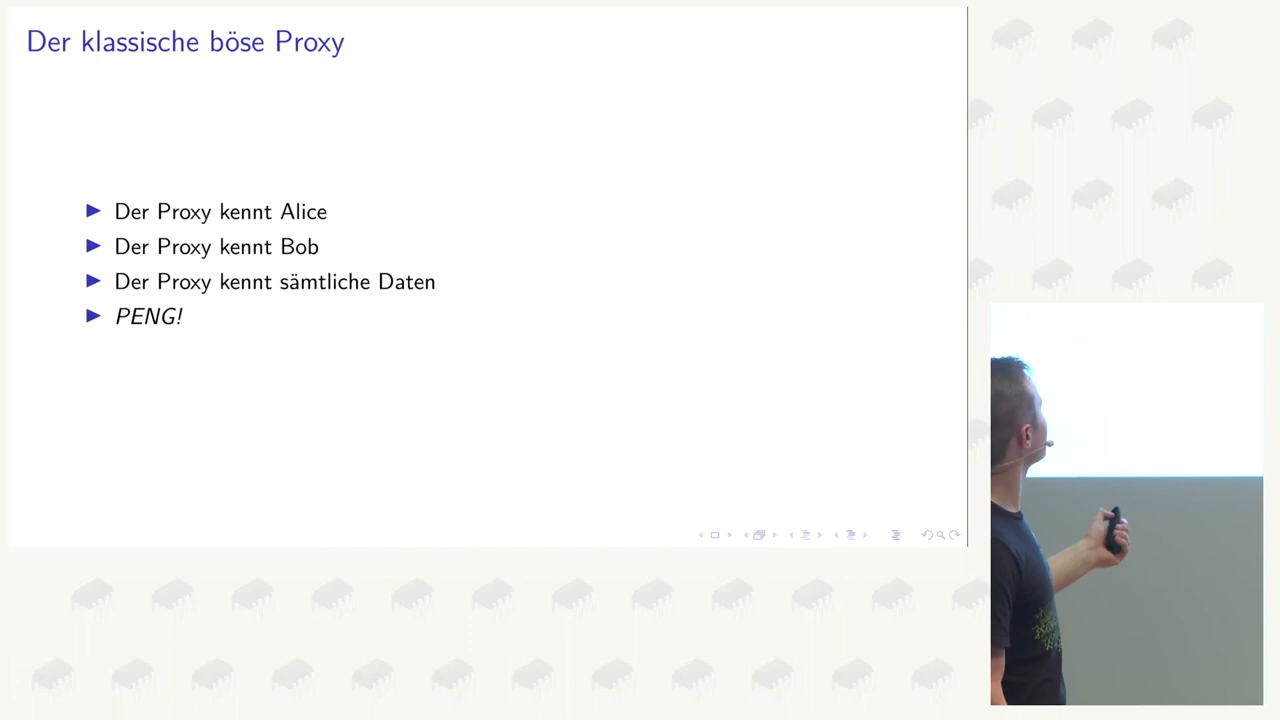 Der klassische böse Proxy
Der Proxy kennt Alice
Der Proxy kennt Bob
Der Proxy kennt sämtliche Daten
PENG!